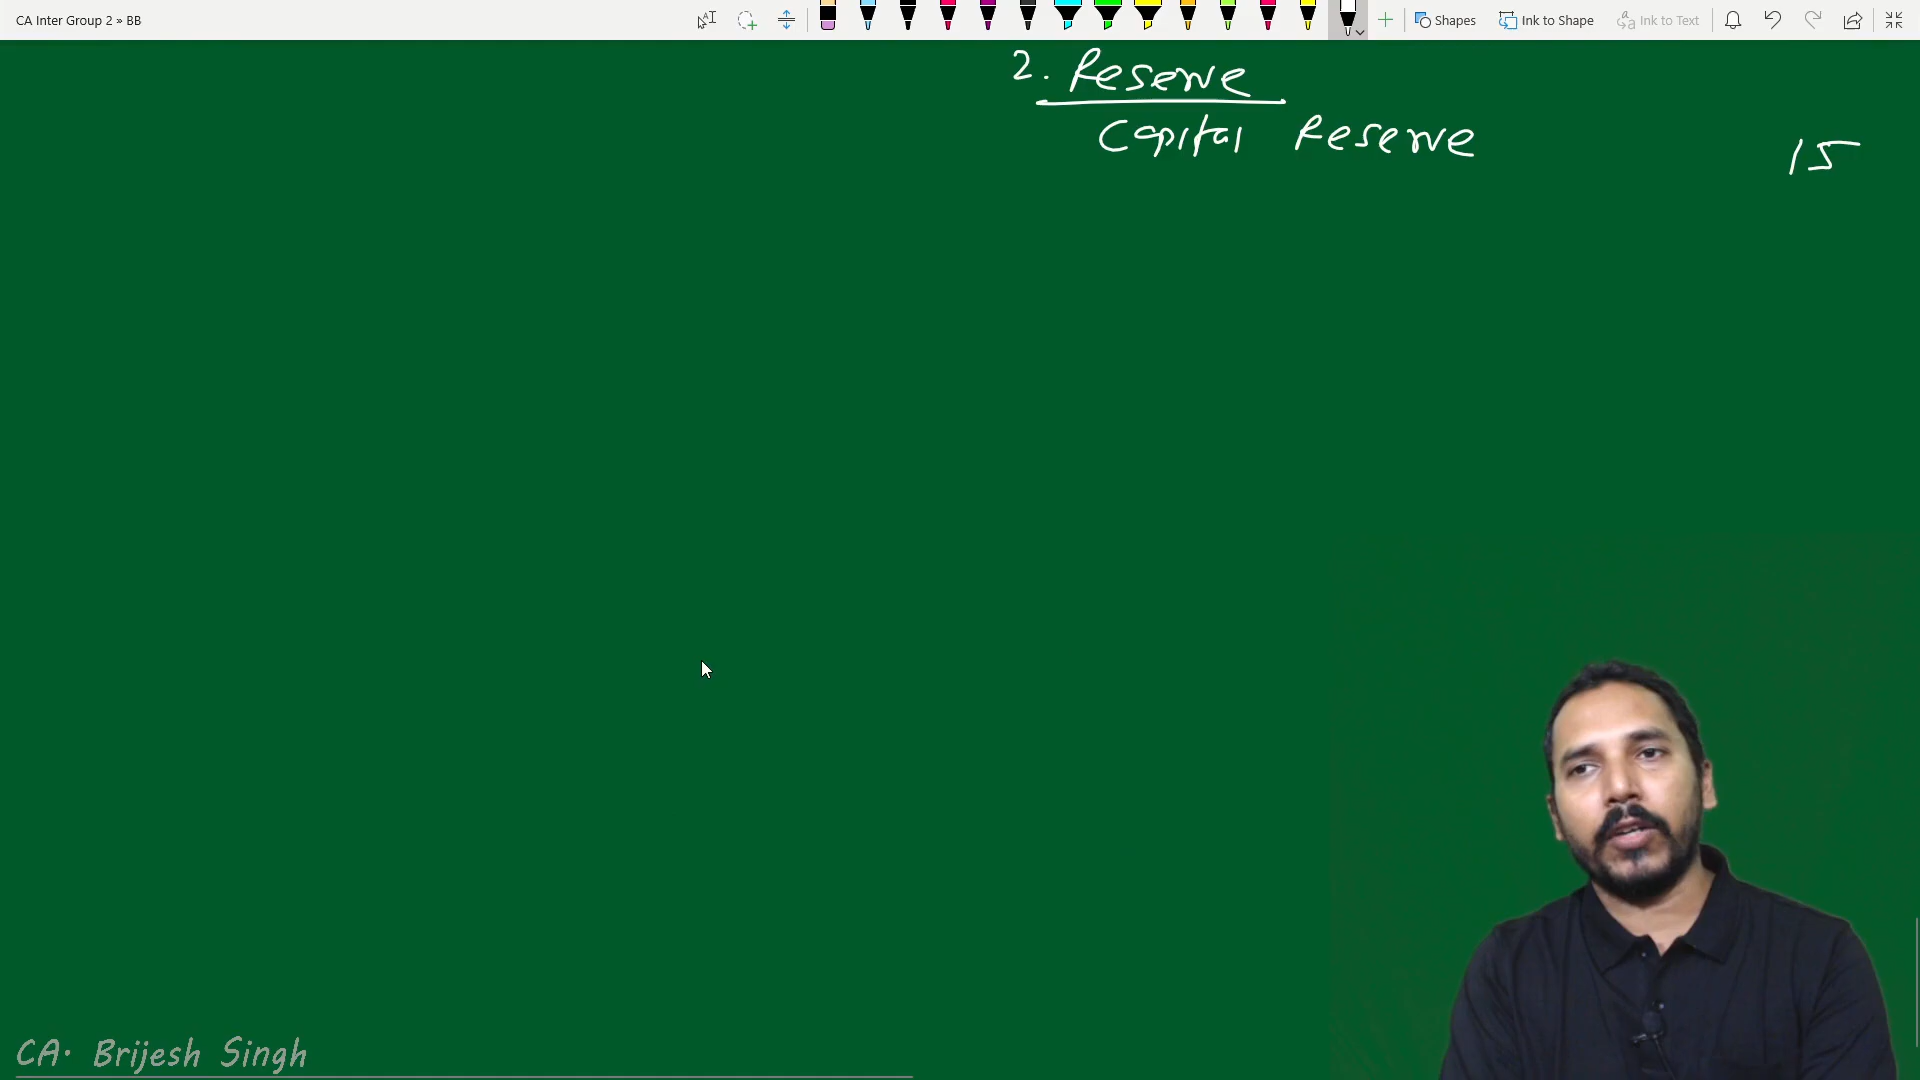 CA Inter Group 2 » BB
Shapes
Ink to Shape
Ink to Text
2. Reserve
Capital Reserve
15
CA. Brijesh Singh